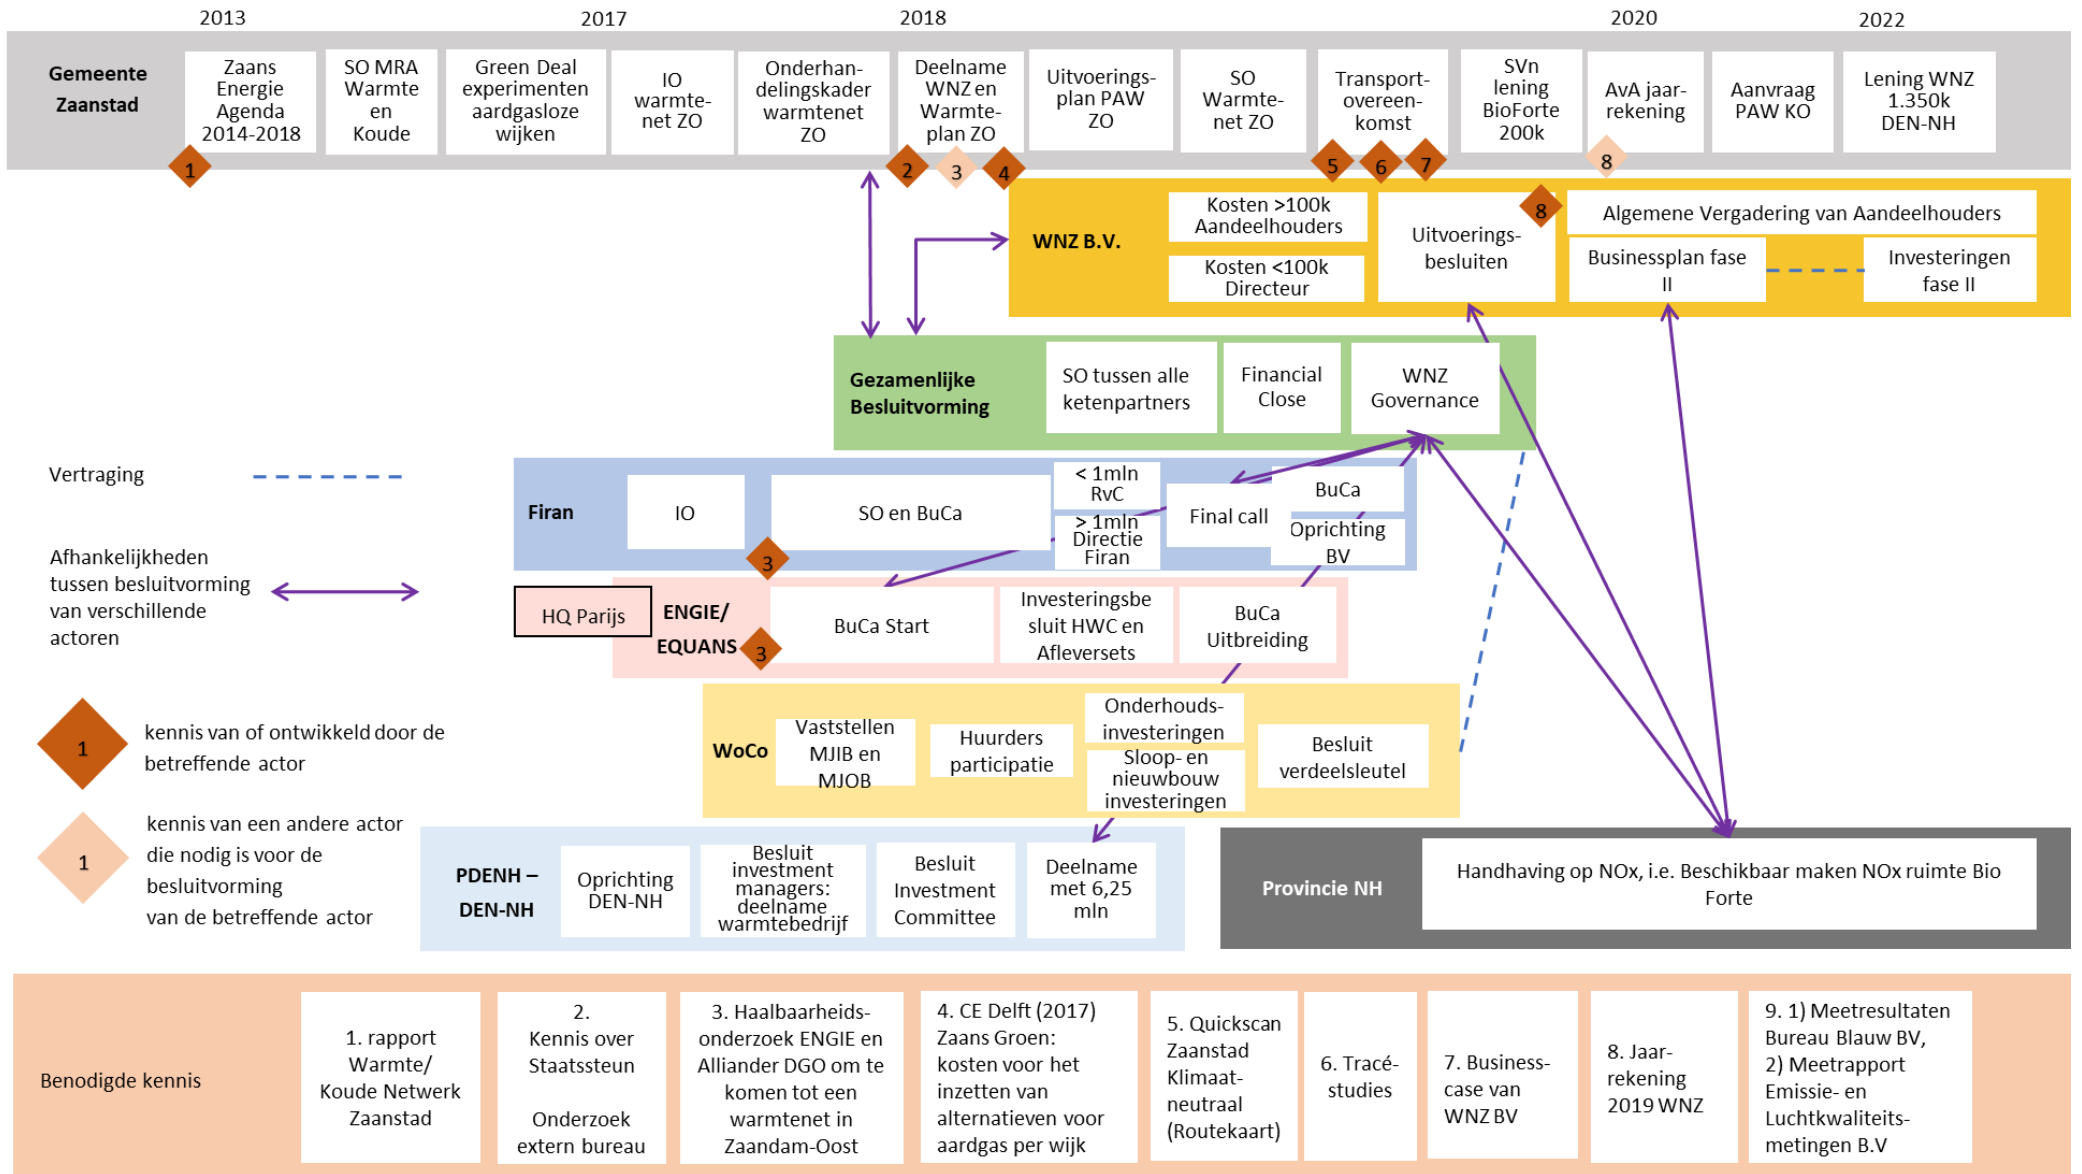 2013
2017
2018
2020
2022
Gemeente
Zaanstad
Zaans
Energie
Agenda
2014-2018
SO MRA
Warmte
en
Koude
Green Deal
experimenten
aardgasloze
wijken
IO
warmte-
net ZO
Onderhan-
delingskader
warmtenet
ZO
Deelname
WNZ en
Warmte-
plan ZO
Uitvoerings-
plan PAW
ZO
SO
Warmte-
net ZO
Transport-
overeen-
komst
SVn
lening
BioForte
200k
AvA jaar-
rekening
Aanvraag
PAW KO
Lening WNZ
1.350k
DEN-NH
1
2
3
4
5
6
7
8
WNZ B.V.
Kosten >100k
Aandeelhouders
Kosten <100k
Directeur
Uitvoerings-
besluiten
8
Algemene Vergadering van Aandeelhouders
Businessplan fase
II
Investeringen
fase II
Gezamenlijke
Besluitvorming
SO tussen alle
ketenpartners
Financial
Close
WNZ
Governance
Vertraging
Afhankelijkheden
tussen besluitvorming
van verschillende
actoren
Firan
IO
SO en BuCa
< 1mln
RvC
> 1mln
Directie
Firan
Final call
BuCa
Oprichting
BV
3
HQ Parijs
ENGIE/
EQUANS
BuCa Start
Investeringsbe
sluit HWC en
Afleversets
BuCa
Uitbreiding
3
1
kennis van of ontwikkeld door de
betreffende actor
1
kennis van een andere actor
die nodig is voor de
besluitvorming
van de betreffende actor
WoCo
Vaststellen
MJIB en
MJOB
Huurders
participatie
Onderhouds-
investeringen
Sloop- en
nieuwbouw
investeringen
Besluit
verdeelsleutel
PDENH –
DEN-NH
Oprichting
DEN-NH
Besluit
investment
managers:
deelname
warmtebedrijf
Besluit
Investment
Committee
Deelname
met 6,25
mln
Provincie NH
Handhaving op NOx, i.e. Beschikbaar maken NOx ruimte Bio
Forte
Benodigde kennis
1. rapport
Warmte/
Koude Netwerk
Zaanstad
2.
Kennis over
Staatssteun
Onderzoek
extern bureau
3. Haalbaarheids-
onderzoek ENGIE en
Alliander DGO om te
komen tot een
warmtenet in
Zaandam-Oost
4. CE Delft (2017)
Zaans Groen:
kosten voor het
inzetten van
alternatieven voor
aardgas per wijk
5. Quickscan
Zaanstad
Klimaat-
neutraal
(Routekaart)
6. Tracé-
studies
7. Business-
case van
WNZ BV
8. Jaar-
rekening
2019 WNZ
9. 1) Meetresultaten
Bureau Blauw BV,
2) Meetrapport
Emissie- en
Luchtkwaliteits-
metingen B.V